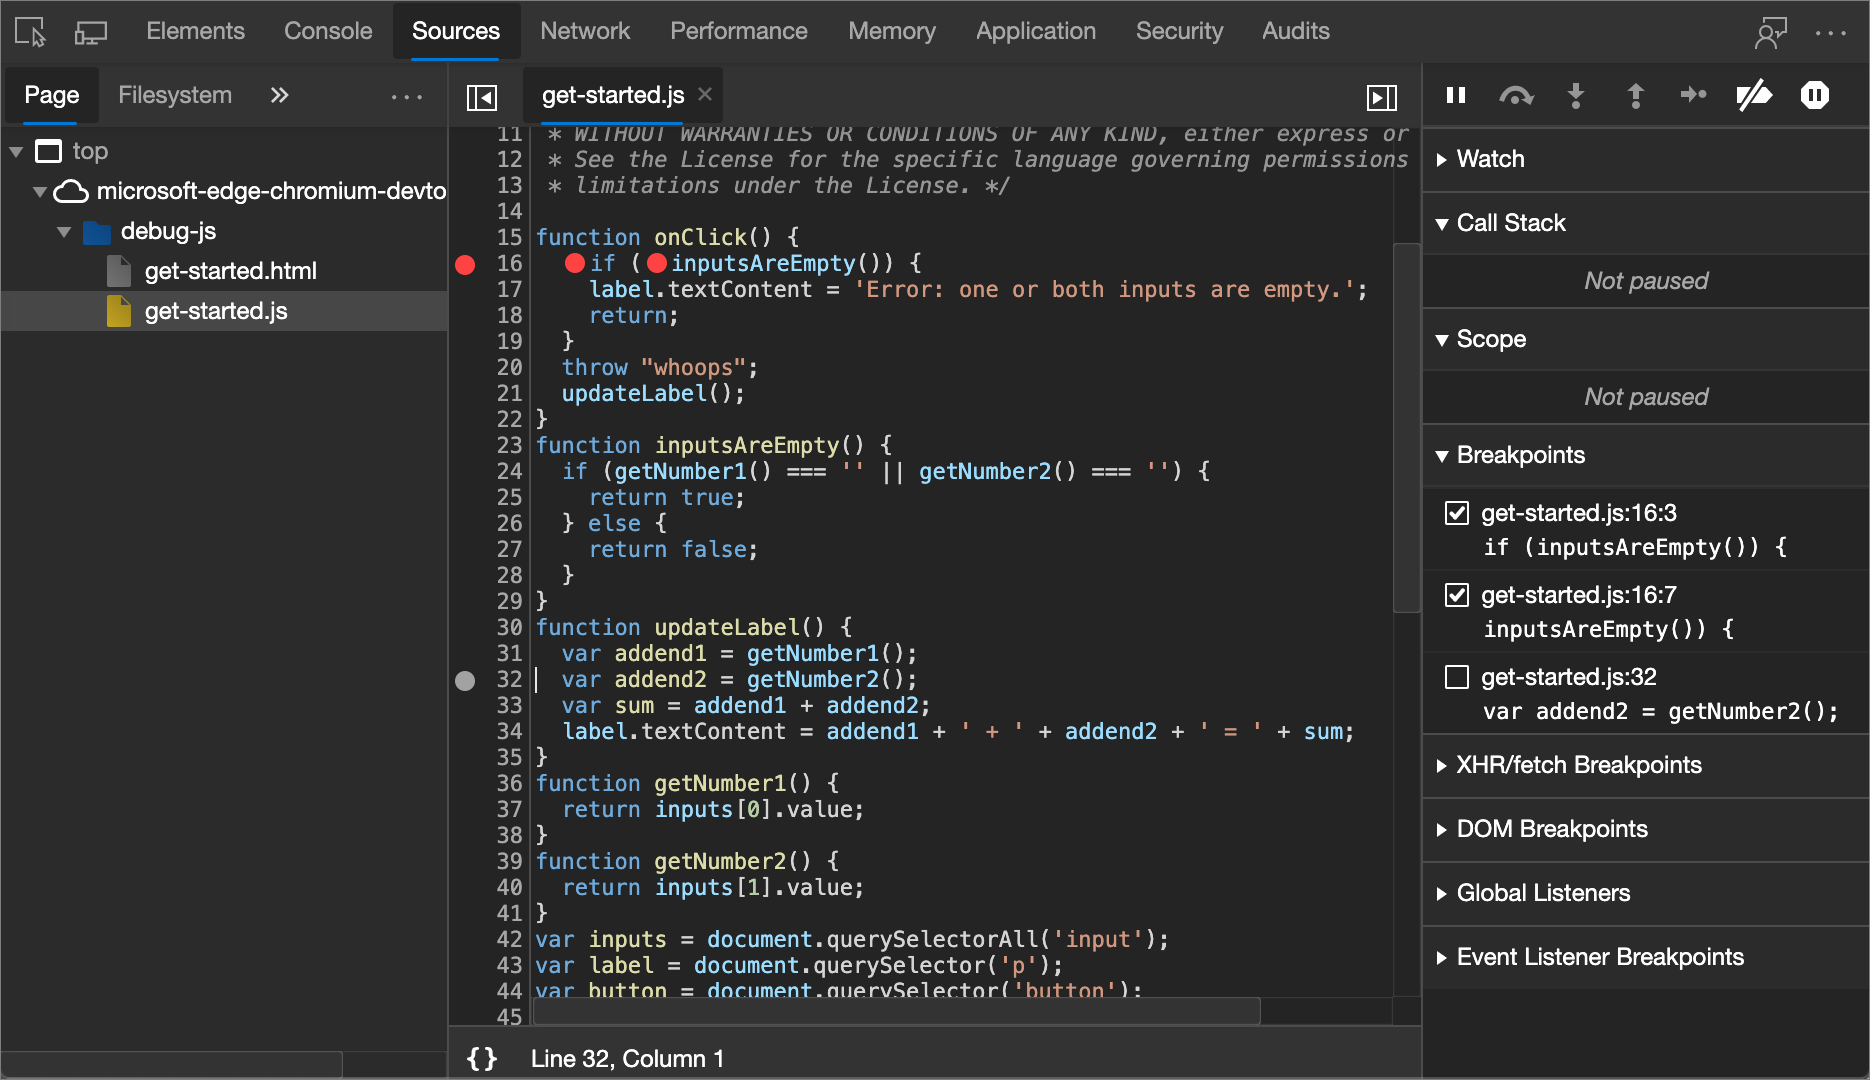 Elements Console Sources Network Performance Memory Application Security Audits
Page Filesystem
top
microsoft-edge-chromium-devto
debug-js
get-started.html
get-started.js
get-started.js
11 * WITHOUT WARRANTIES OR CONDITIONS OF ANY KIND, either express or
12 * See the License for the specific language governing permissions
13 * limitations under the License. */
14
15 function onClick() {
16 if (inputsAreEmpty()) {
17 label.textContent = 'Error: one or both inputs are empty.';
18 return;
19 }
20 throw "whoops";
21 updateLabel();
22 }
23 function inputsAreEmpty() {
24 if (getNumber1() === '' || getNumber2() === '') {
25 return true;
26 } else {
27 return false;
28 }
29 }
30 function updateLabel() {
31 var addend1 = getNumber1();
32 var addend2 = getNumber2();
33 var sum = addend1 + addend2;
34 label.textContent = addend1 + ' + ' + addend2 + ' = ' + sum;
35 }
36 function getNumber1() {
37 return inputs[0].value;
38 }
39 function getNumber2() {
40 return inputs[1].value;
41 }
42 var inputs = document.querySelectorAll('input');
43 var label = document.querySelector('p');
44 var button = document.querySelector('button');
45
{} Line 32, Column 1
Watch
Call Stack
Not paused
Scope
Not paused
Breakpoints
get-started.js:16:3
if (inputsAreEmpty()) {
get-started.js:16:7
inputsAreEmpty()) {
get-started.js:32
var addend2 = getNumber2();
XHR/fetch Breakpoints
DOM Breakpoints
Global Listeners
Event Listener Breakpoints